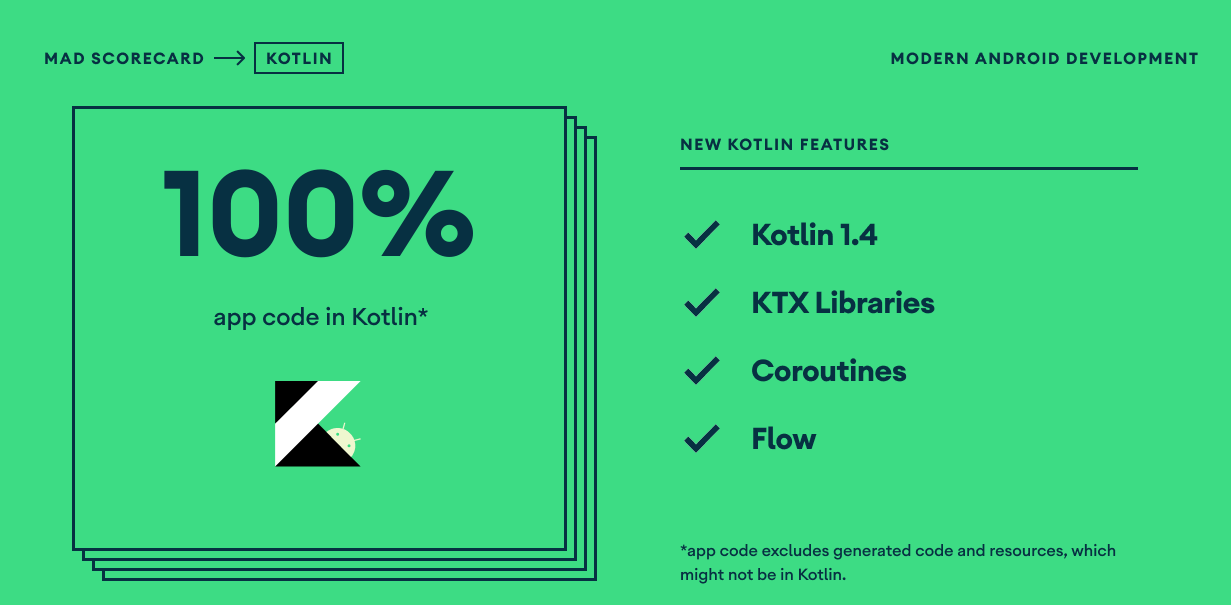 MAD SCORECARD → KOTLIN
MODERN ANDROID DEVELOPMENT
100%
app code in Kotlin*
NEW KOTLIN FEATURES
Kotlin 1.4
KTX Libraries
Coroutines
Flow
*app code excludes generated code and resources, which
might not be in Kotlin.